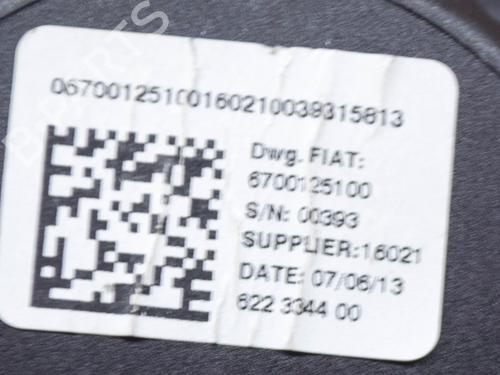 06700125100160210039315813
Dwg. FIAT:
6700125100
S/N: 00393
SUPPLIER:16021
DATE: 07/06/13
622 3344 00